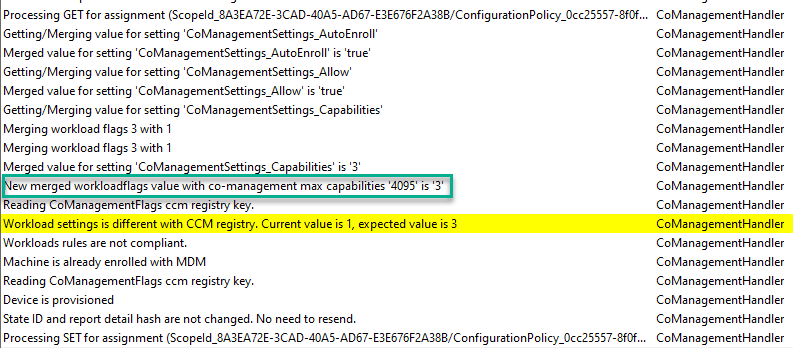 Processing GET for assignment (ScopeId_8A3EA72E-3CAD-40A5-AD67-E3E676F2A38B/ConfigurationPolicy_0cc25557-8f0f... CoManagementHandler
Getting/Merging value for setting 'CoManagementSettings_AutoEnroll' CoManagementHandler
Merged value for setting 'CoManagementSettings_AutoEnroll' is 'true' CoManagementHandler
Getting/Merging value for setting 'CoManagementSettings_Allow' CoManagementHandler
Merged value for setting 'CoManagementSettings_Allow' is 'true' CoManagementHandler
Getting/Merging value for setting 'CoManagementSettings_Capabilities' CoManagementHandler
Merging workload flags 3 with 1 CoManagementHandler
Merging workload flags 3 with 1 CoManagementHandler
Merged value for setting 'CoManagementSettings_Capabilities' is '3' CoManagementHandler
New merged workloadflags value with co-management max capabilities '4095' is '3' CoManagementHandler
Reading CoManagementFlags ccm registry key. CoManagementHandler
Workload settings is different with CCM registry. Current value is 1, expected value is 3 CoManagementHandler
Workloads rules are not compliant. CoManagementHandler
Machine is already enrolled with MDM CoManagementHandler
Reading CoManagementFlags ccm registry key. CoManagementHandler
Device is provisioned CoManagementHandler
State ID and report detail hash are not changed. No need to resend. CoManagementHandler
Processing SET for assignment (ScopeId_8A3EA72E-3CAD-40A5-AD67-E3E676F2A38B/ConfigurationPolicy_0cc25557-8f0f... CoManagementHandler